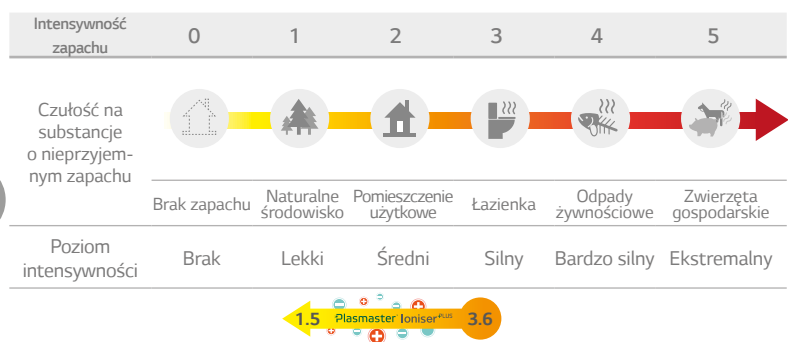 Intensywność
zapachu
0 1 2 3 4 5
Czułość na
substancje
o nieprzyjem-
nym zapachu
Brak zapachu
Naturalne
środowisko
Pomieszczenie
użytkowe
Łazienka
Odpady
żywnościowe
Zwierzęta
gospodarskie
Poziom
intensywności
Brak Lekki Średni Silny Bardzo silny Ekstremalny
1.5 Plasmaster Ioniser PLUS 3.6